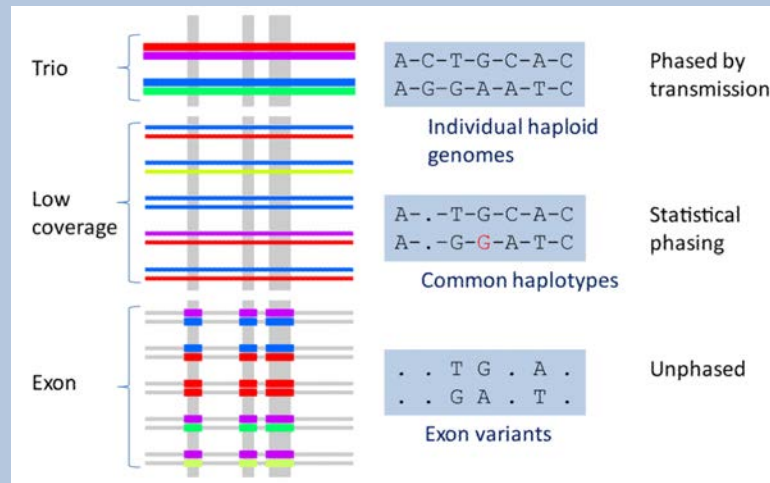 Trio
A-C-T-G-C-A-C
A-G-G-A-A-T-C
Individual haploid
genomes
Phased by
transmission
Low
coverage
A-.-T-G-C-A-C
A-.-G-G-A-T-C
Common haplotypes
Statistical
phasing
Exon
. . T G . A .
. . G A . T .
Exon variants
Unphased